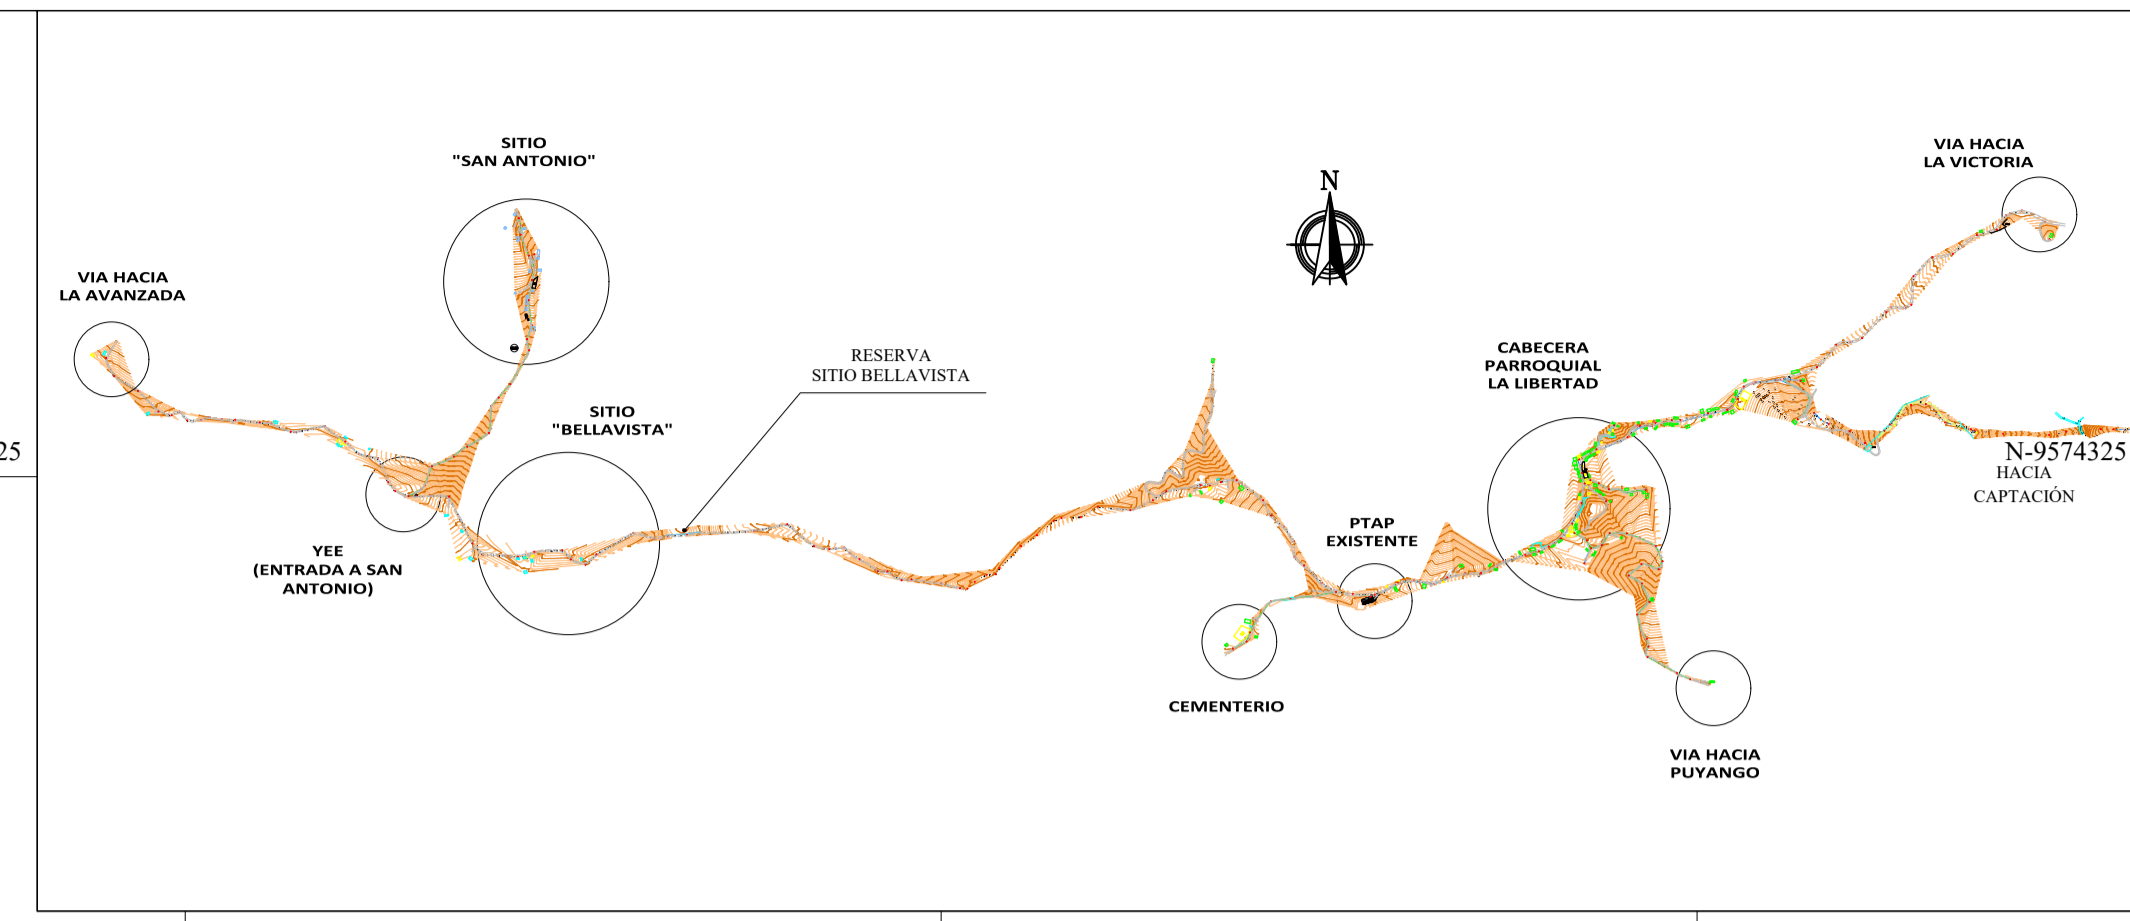 SITIO
"SAN ANTONIO"
VIA HACIA
LA VICTORIA
N
VIA HACIA
LA AVANZADA
RESERVA
SITIO BELLAVISTA
CABECERA
PARROQUIAL
LA LIBERTAD
SITIO
"BELLAVISTA"
25
N-9574325
HACIA
CAPTACIÓN
PTAP
EXISTENTE
YEE
(ENTRADA A SAN
ANTONIO)
CEMENTERIO
VIA HACIA
PUYANGO